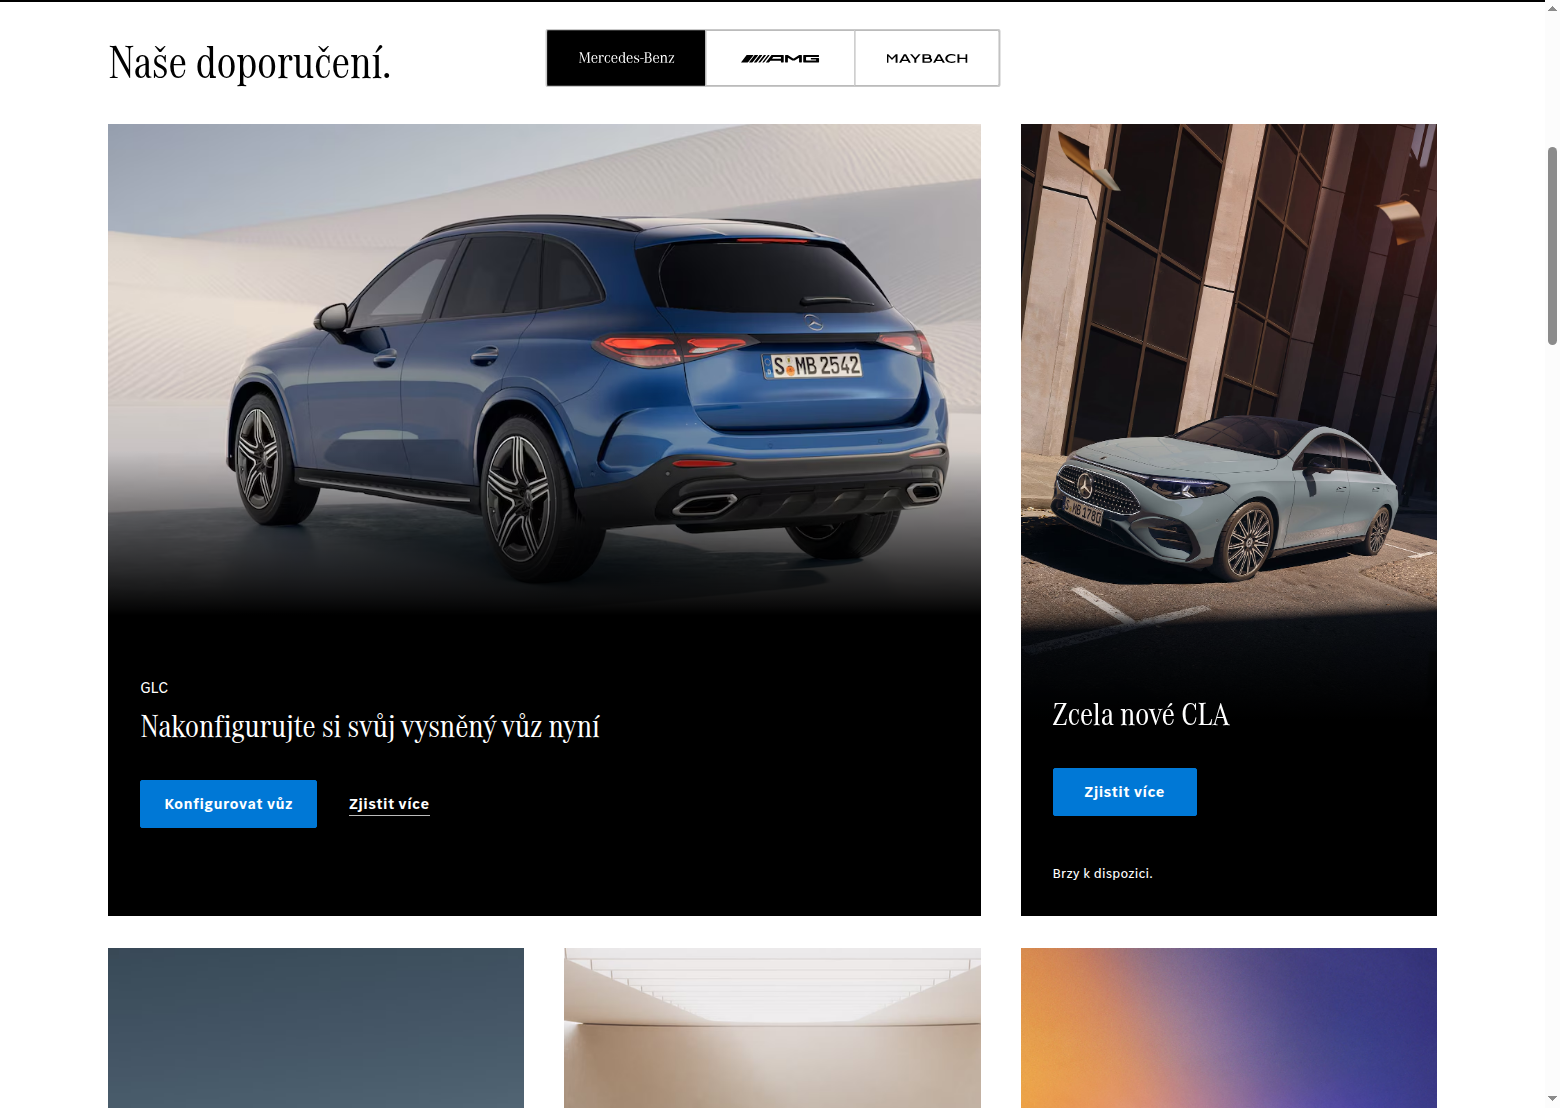 Naše doporučení.
Mercedes-Benz
AMG
MAYBACH
S MB 2542
S MB 1780
GLC
Nakonfigurujte si svůj vysněný vůz nyní
Konfigurovat vůz
Zjistit více
Zcela nové CLA
Zjistit více
Brzy k dispozici.